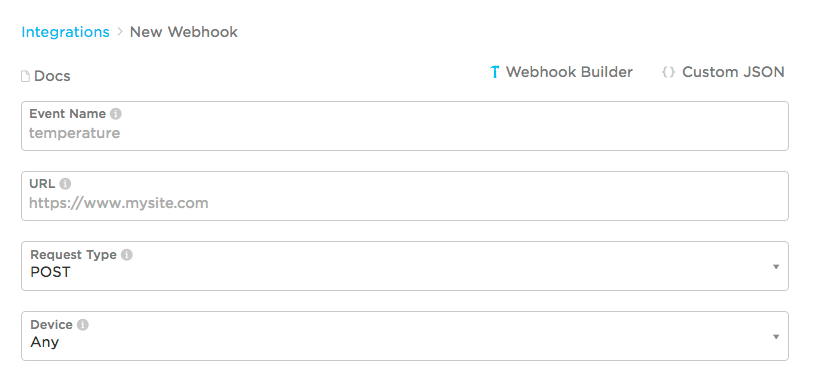 Integrations > New Webhook
Docs
Webhook Builder
{} Custom JSON
Event Name
temperature
URL
https://www.mysite.com
Request Type
POST
Device
Any